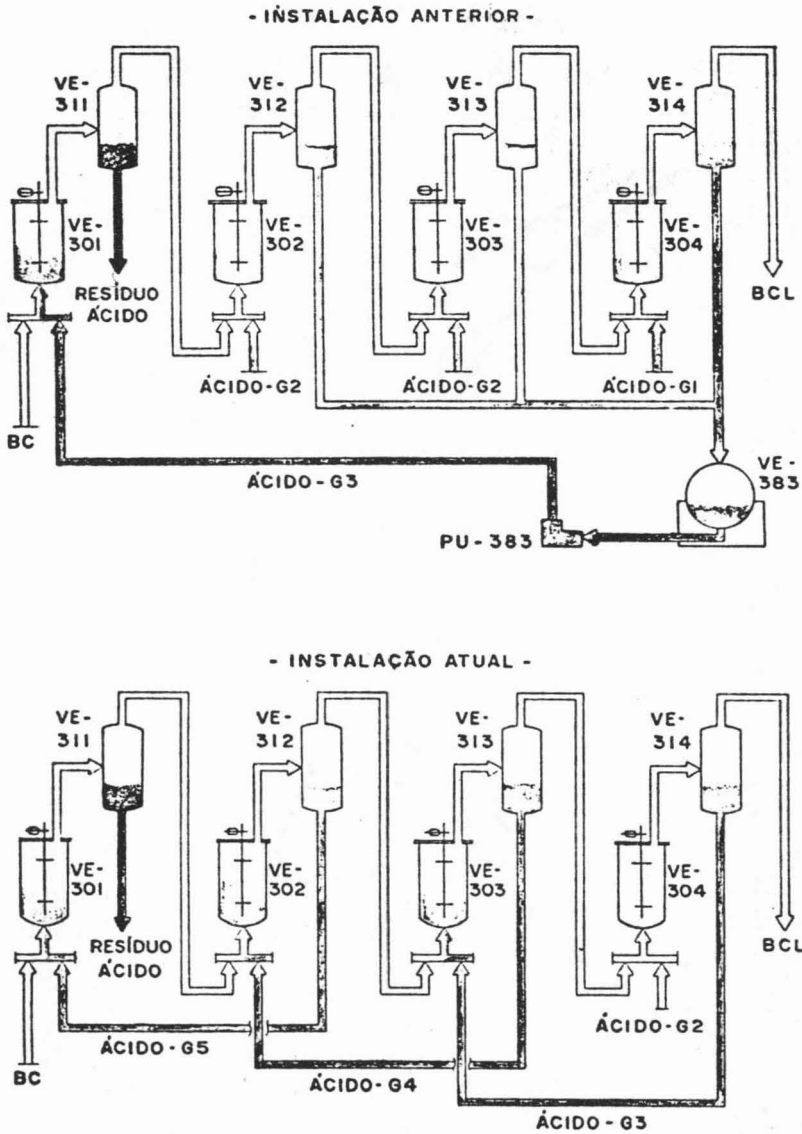 - INSTALAÇÃO ANTERIOR -
VE-
311
VE-
312
VE-
313
VE-
314
VE-
301
VE-
302
VE-
303
VE-
304
RESÍDUO
ÁCIDO
BCL
ÁCIDO-G2
ÁCIDO-G2
ÁCIDO-G1
BC
ÁCIDO-G3
VE-
383
PU-383
- INSTALAÇÃO ATUAL -
VE-
311
VE-
312
VE-
313
VE-
314
VE-
301
VE-
302
VE-
303
VE-
304
RESÍDUO
ÁCIDO
BCL
ÁCIDO-G2
ÁCIDO-G5
BC
ÁCIDO-G4
ÁCIDO-G3